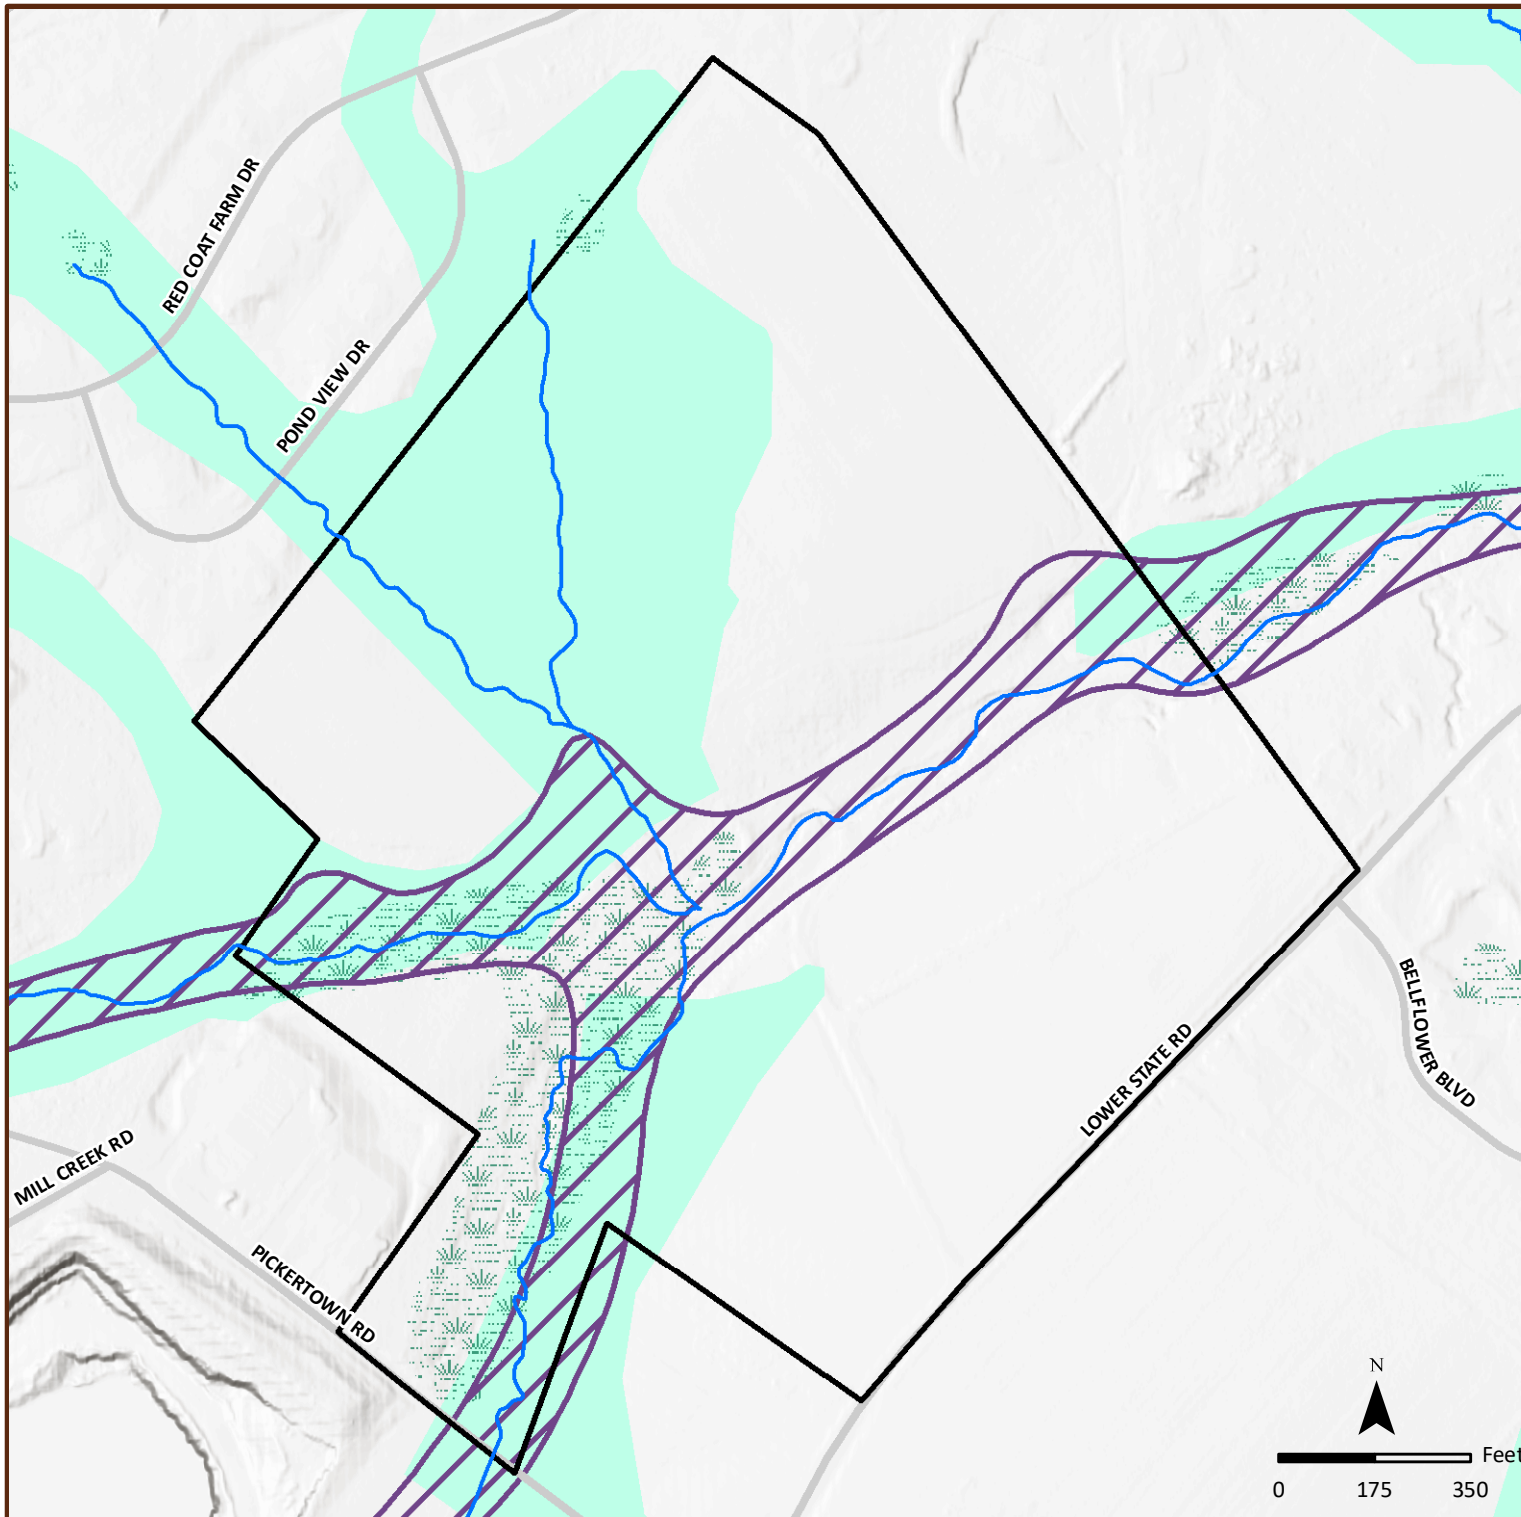 RED COAT FARM DR
POND VIEW DR
BELLFLOWER BLVD
LOWER STATE RD
MILL CREEK RD
PICKERTOWN RD
N
Feet
0 175 350